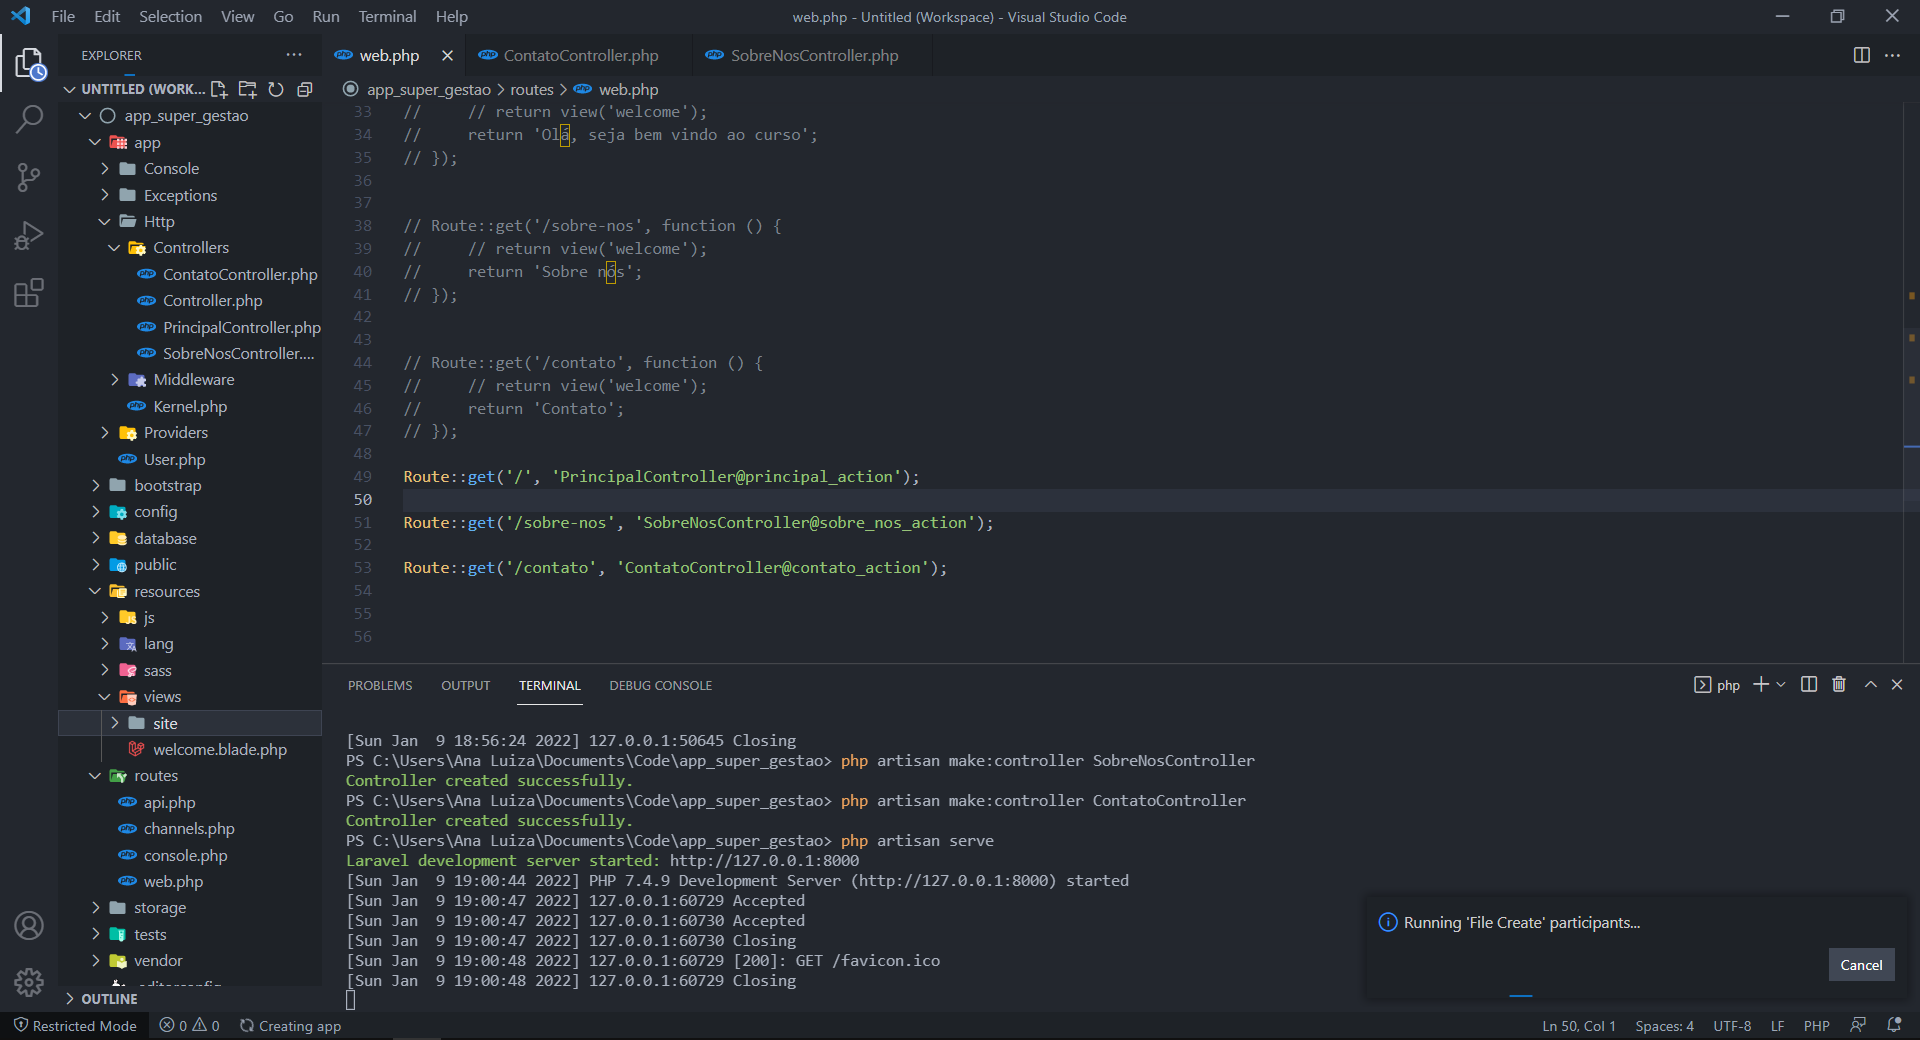 File Edit Selection View Go Run Terminal Help
web.php - Untitled (Workspace) - Visual Studio Code
EXPLORER
UNTITLED (WORK...
app_super_gestao
app
Console
Exceptions
Http
Controllers
ContatoController.php
Controller.php
PrincipalController.php
SobreNosController....
Middleware
Kernel.php
Providers
User.php
bootstrap
config
database
public
resources
js
lang
sass
views
site
welcome.blade.php
routes
api.php
channels.php
console.php
web.php
storage
tests
vendor
.editorconfig
OUTLINE
web.php ContatoController.php SobreNosController.php
app_super_gestao > routes > web.php
33 //     // return view('welcome');
34 //     return 'Olá, seja bem vindo ao curso';
35 // });
36
37
38 // Route::get('/sobre-nos', function () {
39 //     // return view('welcome');
40 //     return 'Sobre nós';
41 // });
42
43
44 // Route::get('/contato', function () {
45 //     // return view('welcome');
46 //     return 'Contato';
47 // });
48
49 Route::get('/', 'PrincipalController@principal_action');
50
51 Route::get('/sobre-nos', 'SobreNosController@sobre_nos_action');
52
53 Route::get('/contato', 'ContatoController@contato_action');
54
55
56
PROBLEMS OUTPUT TERMINAL DEBUG CONSOLE
php
[Sun Jan  9 18:56:24 2022] 127.0.0.1:50645 Closing
PS C:\Users\Ana Luiza\Documents\Code\app_super_gestao> php artisan make:controller SobreNosController
Controller created successfully.
PS C:\Users\Ana Luiza\Documents\Code\app_super_gestao> php artisan make:controller ContatoController
Controller created successfully.
PS C:\Users\Ana Luiza\Documents\Code\app_super_gestao> php artisan serve
Laravel development server started: http://127.0.0.1:8000
[Sun Jan  9 19:00:44 2022] PHP 7.4.9 Development Server (http://127.0.0.1:8000) started
[Sun Jan  9 19:00:47 2022] 127.0.0.1:60729 Accepted
[Sun Jan  9 19:00:47 2022] 127.0.0.1:60730 Accepted
[Sun Jan  9 19:00:47 2022] 127.0.0.1:60730 Closing
[Sun Jan  9 19:00:48 2022] 127.0.0.1:60729 [200]: GET /favicon.ico
[Sun Jan  9 19:00:48 2022] 127.0.0.1:60729 Closing
Running 'File Create' participants...
Cancel
Restricted Mode 0 0 Creating app
Ln 50, Col 1 Spaces: 4 UTF-8 LF PHP